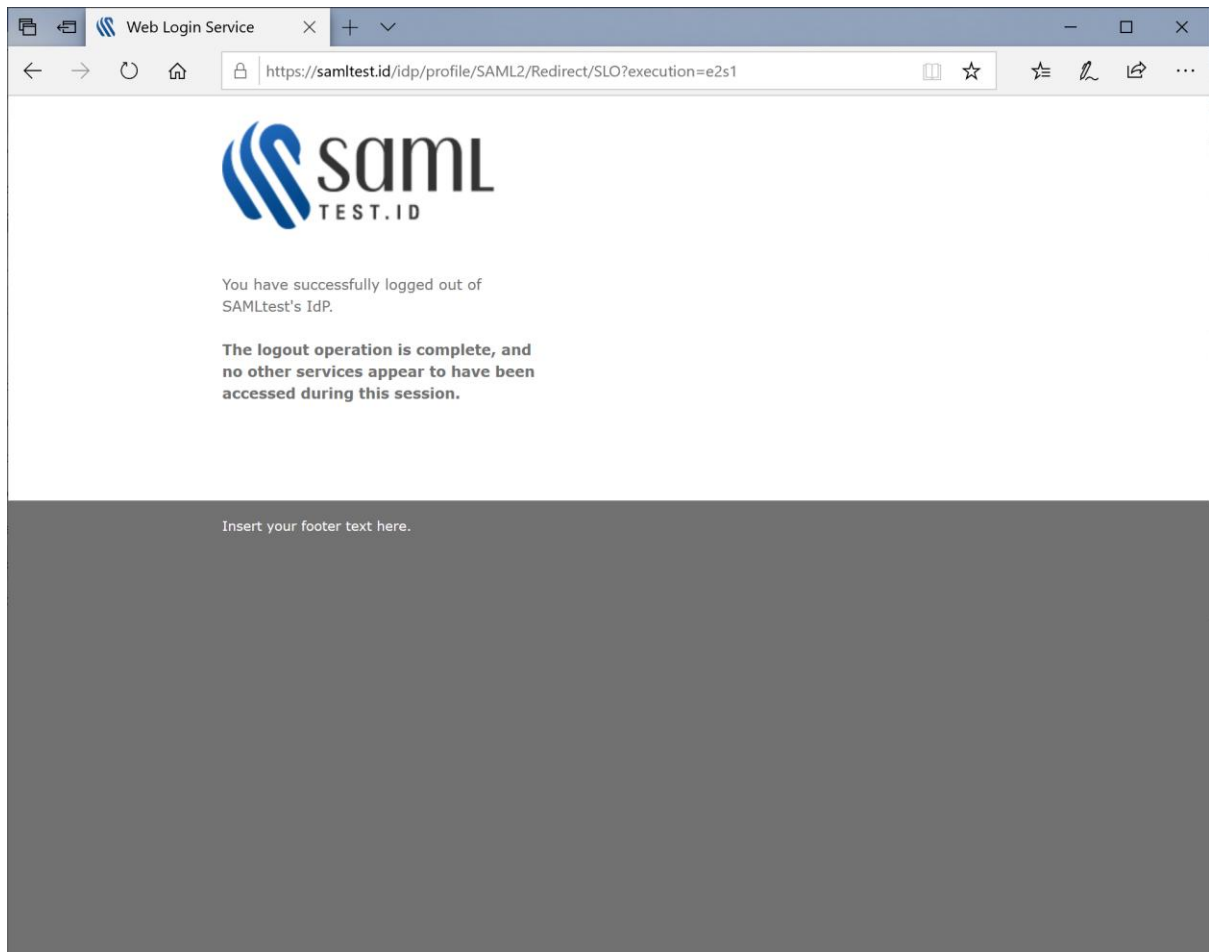 Web Login Service
https://samltest.id/idp/profile/SAML2/Redirect/SLO?execution=e2s1
samL
TEST.ID
You have successfully logged out of
SAMLtest's IdP.
The logout operation is complete, and
no other services appear to have been
accessed during this session.
Insert your footer text here.